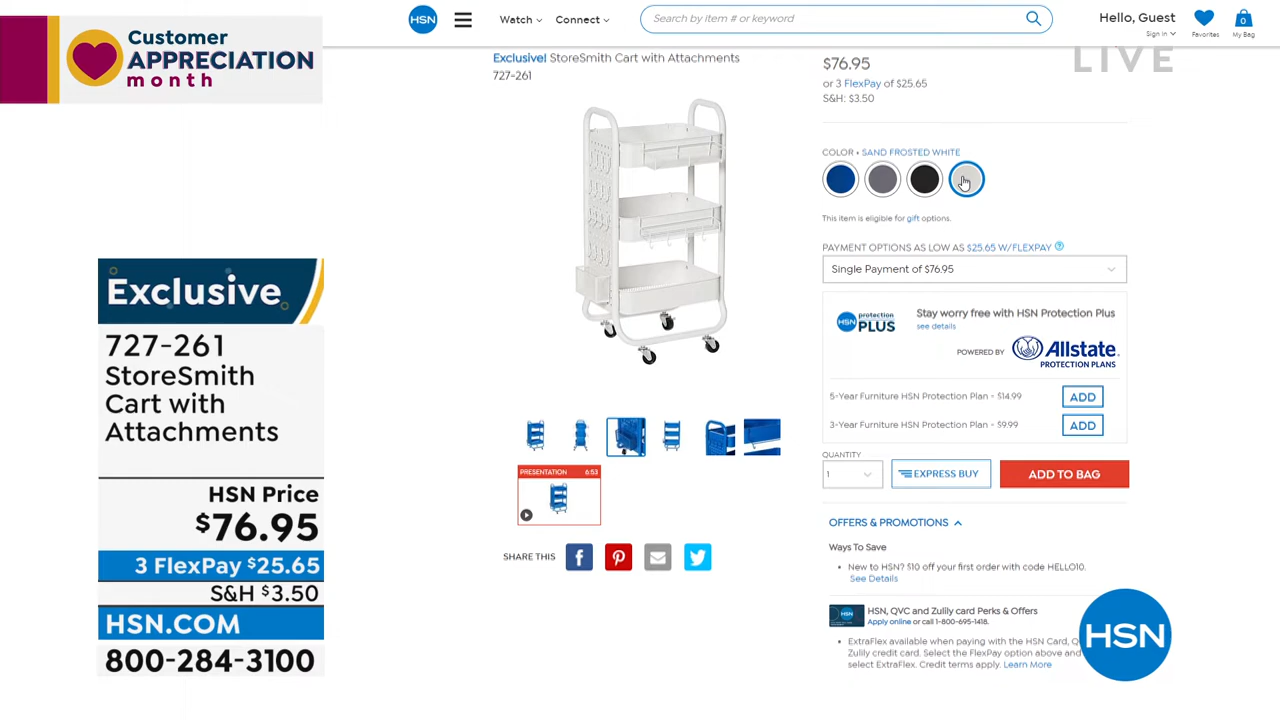 Customer
APPRECIATION
month
HSN
Watch
Connect
Search by item # or keyword
Hello, Guest
Sign in
Favorites
0
My Bag
LIVE
Exclusive! StoreSmith Cart with Attachments
727-261
$76.95
or 3 FlexPay of $25.65
S&H: $3.50
COLOR • SAND FROSTED WHITE
This item is eligible for gift options.
PAYMENT OPTIONS AS LOW AS $25.65 W/FLEXPAY ?
Single Payment of $76.95
HSN protection PLUS
Stay worry free with HSN Protection Plus
see details
POWERED BY Allstate.
PROTECTION PLANS
5-Year Furniture HSN Protection Plan - $14.99 ADD
3-Year Furniture HSN Protection Plan - $9.99 ADD
QUANTITY
1
EXPRESS BUY
ADD TO BAG
PRESENTATION 6:53
SHARE THIS
OFFERS & PROMOTIONS
Ways To Save
• New to HSN? $10 off your first order with code HELLO10.
See Details
HSN, QVC and Zulily card Perks & Offers
Apply online or call 1-800-695-1418.
• ExtraFlex available when paying with the HSN Card, Q
Zulily credit card. Select the FlexPay option above and
select ExtraFlex. Credit terms apply. Learn More
HSN
Exclusive
727-261
StoreSmith
Cart with
Attachments
HSN Price
$76.95
3 FlexPay $25.65
S&H $3.50
HSN.COM
800-284-3100